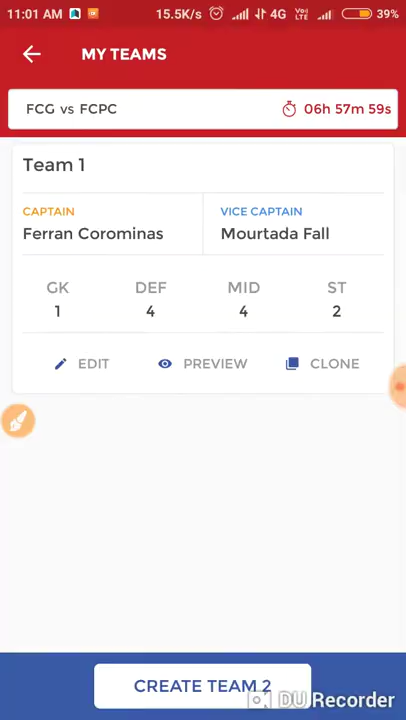 11:01 AM 15.5K/s 4G VoLTE 39%
MY TEAMS
FCG vs FCPC 06h 57m 59s
Team 1
CAPTAIN VICE CAPTAIN
Ferran Corominas Mourtada Fall
GK DEF MID ST
1 4 4 2
EDIT PREVIEW CLONE
CREATE TEAM 2
DU Recorder